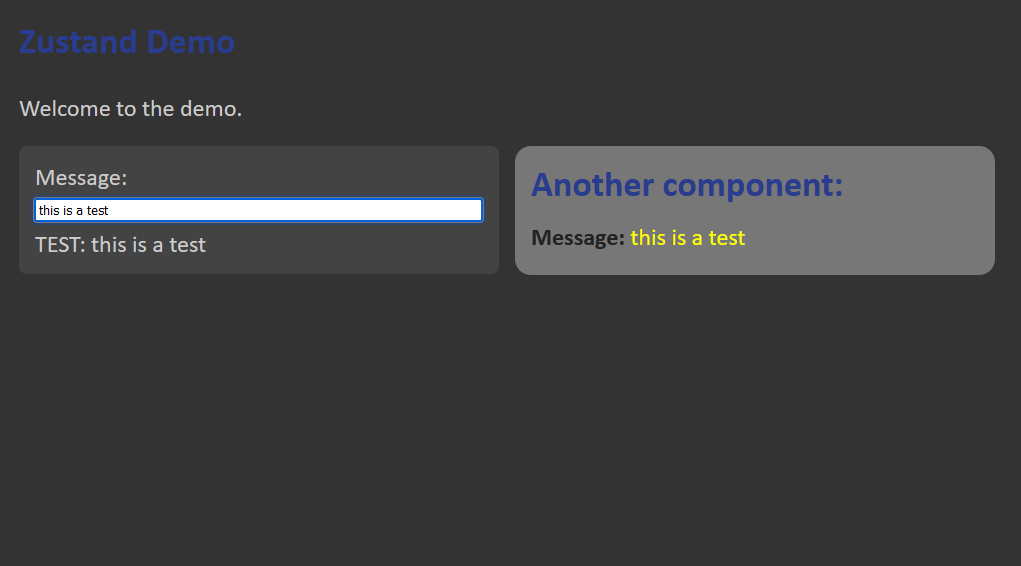 Zustand Demo
Welcome to the demo.
Message:
this is a test
TEST: this is a test
Another component:
Message: this is a test